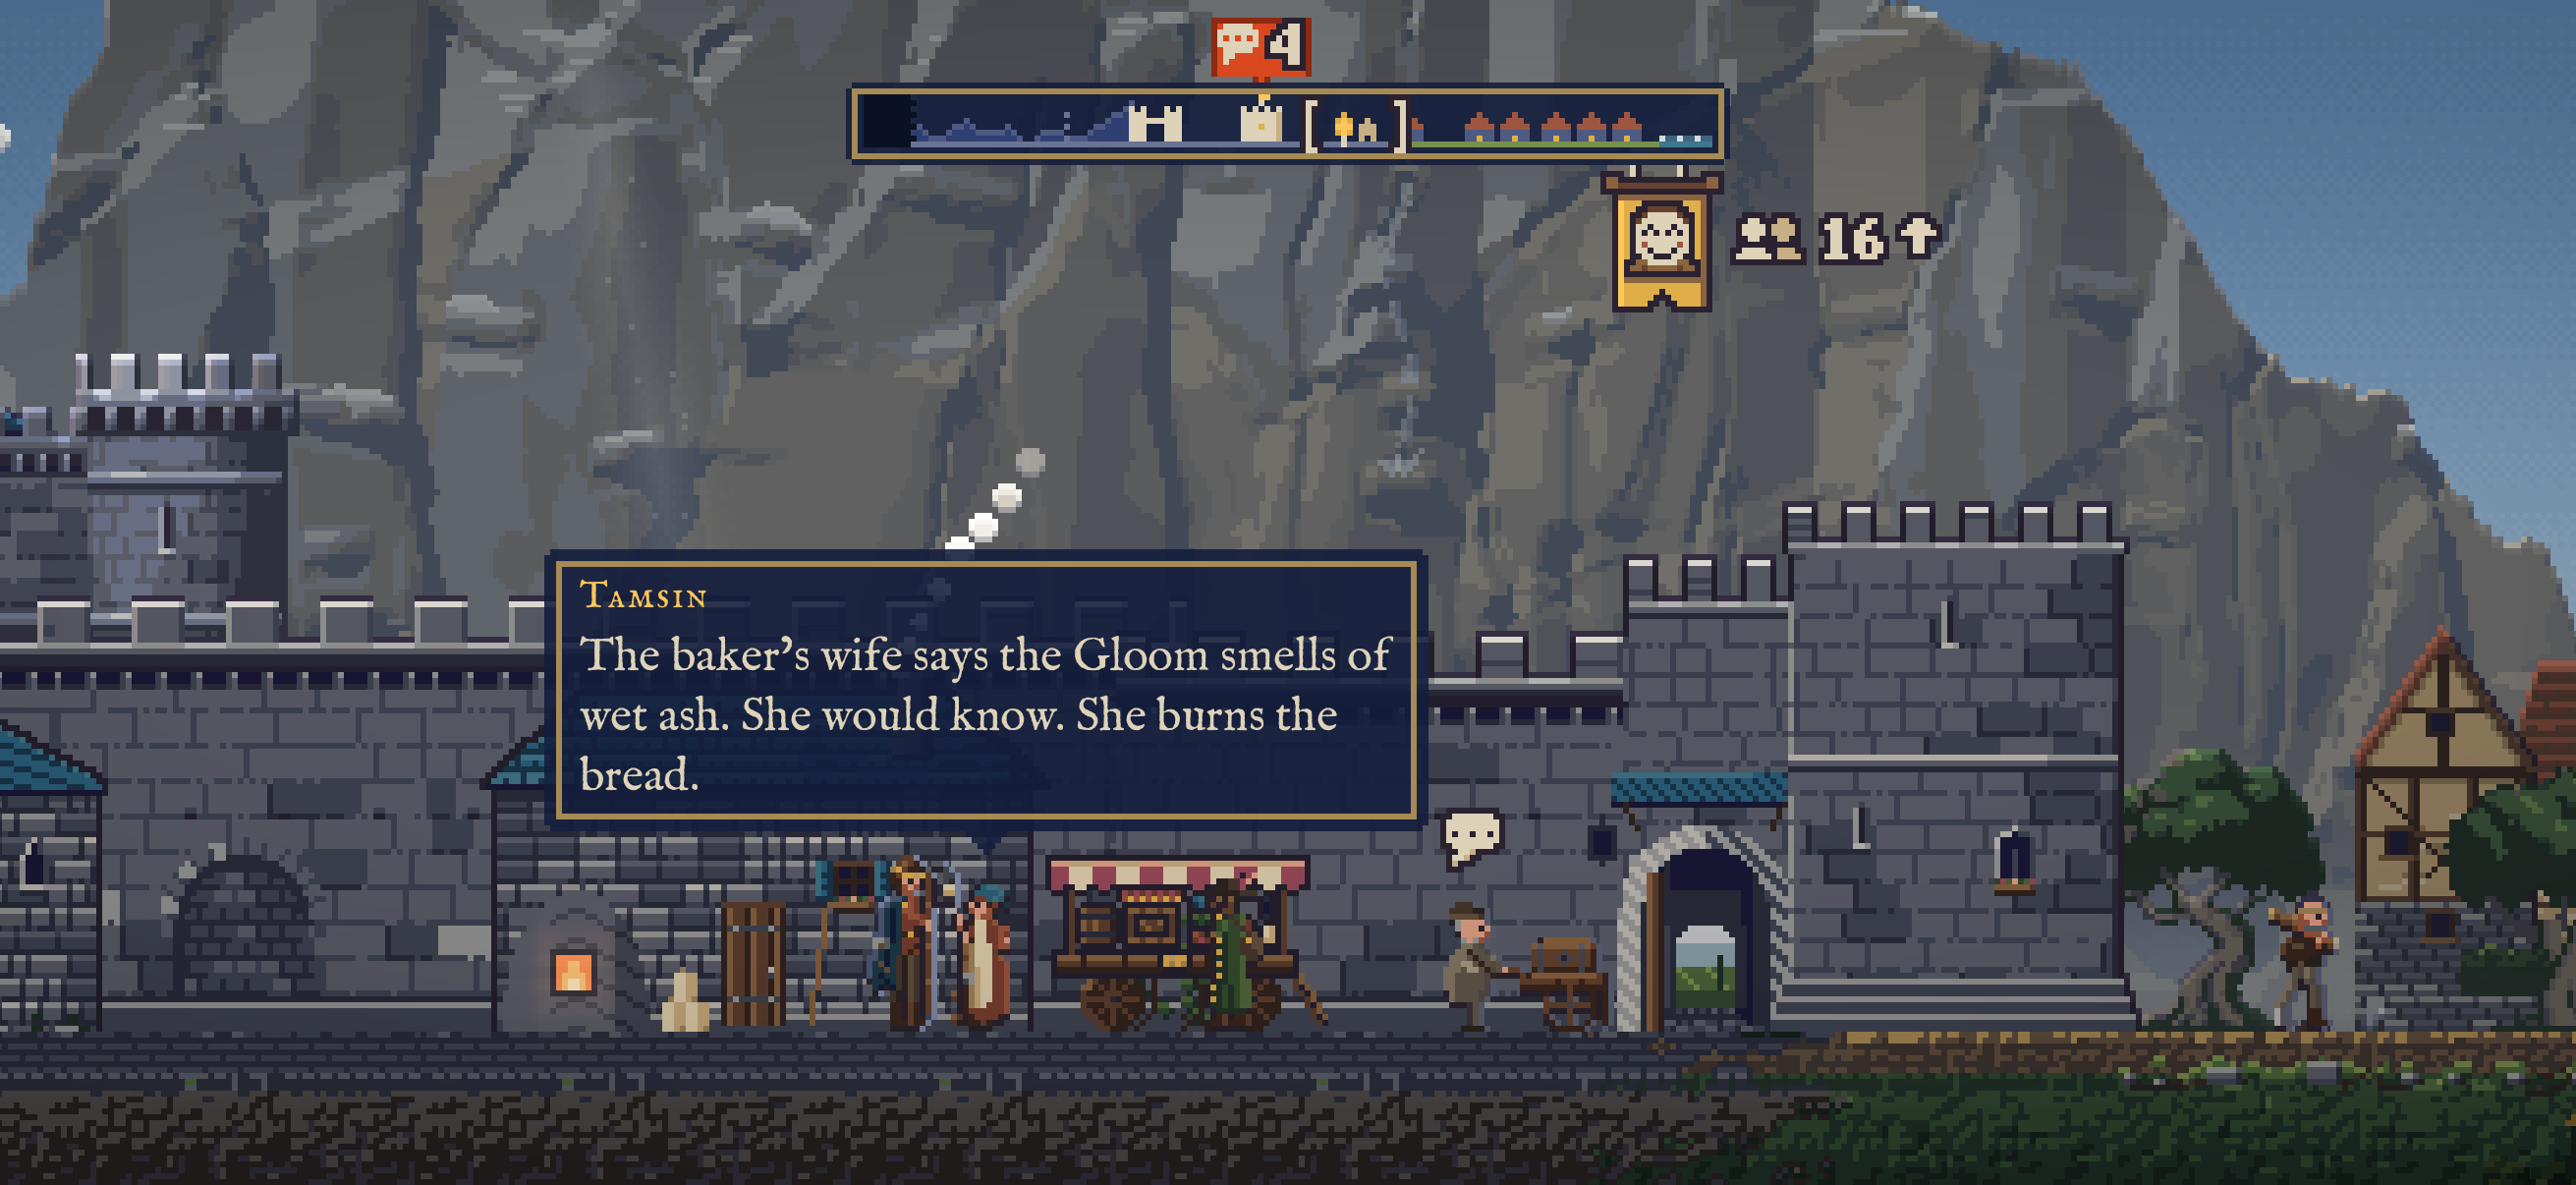 4
16
Tamsin
The baker's wife says the Gloom smells of
wet ash. She would know. She burns the
bread.